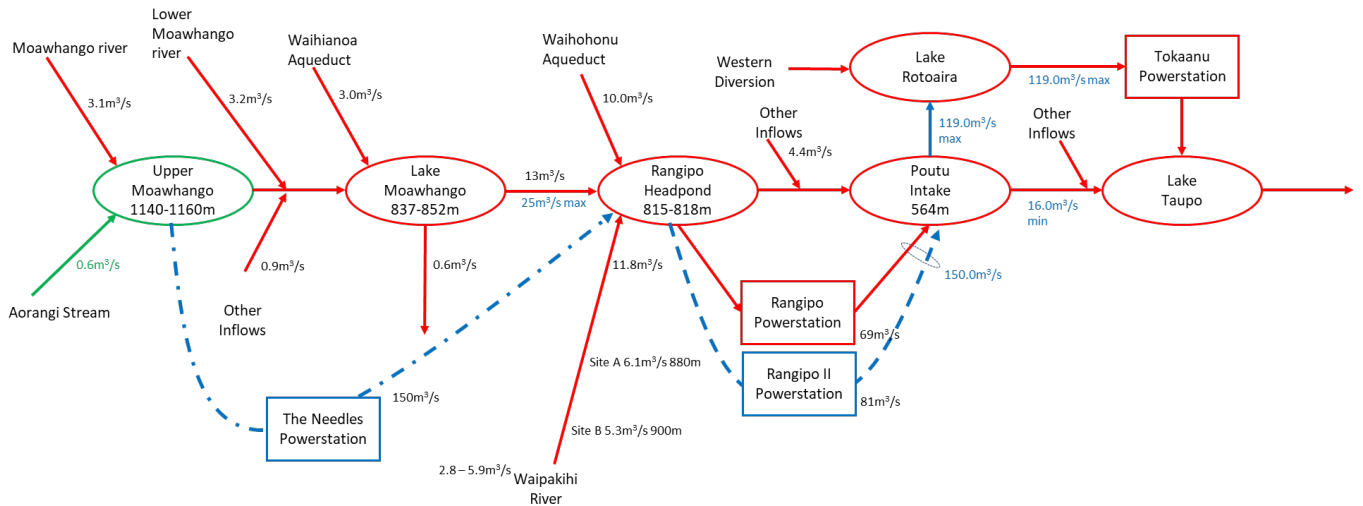 Moawhango river
3.1m³/s
Lower
Moawhango
river
3.2m³/s
Waihianoa
Aqueduct
3.0m³/s
Waihohonu
Aqueduct
10.0m³/s
Western
Diversion
Lake
Rotoaira
119.0m³/s max
Tokaanu
Powerstation
Other
Inflows
4.4m³/s
119.0m³/s
max
Other
Inflows
Upper
Moawhango
1140-1160m
Lake
Moawhango
837-852m
13m³/s
25m³/s max
Rangipo
Headpond
815-818m
Poutu
Intake
564m
16.0m³/s
min
Lake
Taupo
0.6m³/s
Aorangi Stream
0.9m³/s
Other
Inflows
0.6m³/s
11.8m³/s
150.0m³/s
Rangipo
Powerstation
69m³/s
Site A 6.1m³/s 880m
Rangipo II
Powerstation
81m³/s
150m³/s
The Needles
Powerstation
Site B 5.3m³/s 900m
2.8 – 5.9m³/s
Waipakihi
River